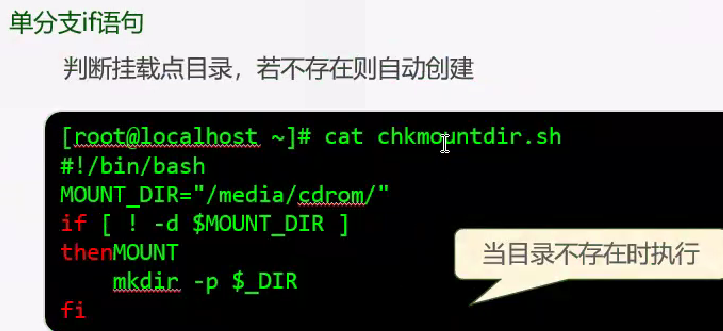 单分支if语句
判断挂载点目录，若不存在则自动创建
[root@localhost ~]# cat chkmountdir.sh
#!/bin/bash
MOUNT_DIR="/media/cdrom/"
if [ ! -d $MOUNT_DIR ]
thenMOUNT
mkdir -p $_DIR
fi
当目录不存在时执行